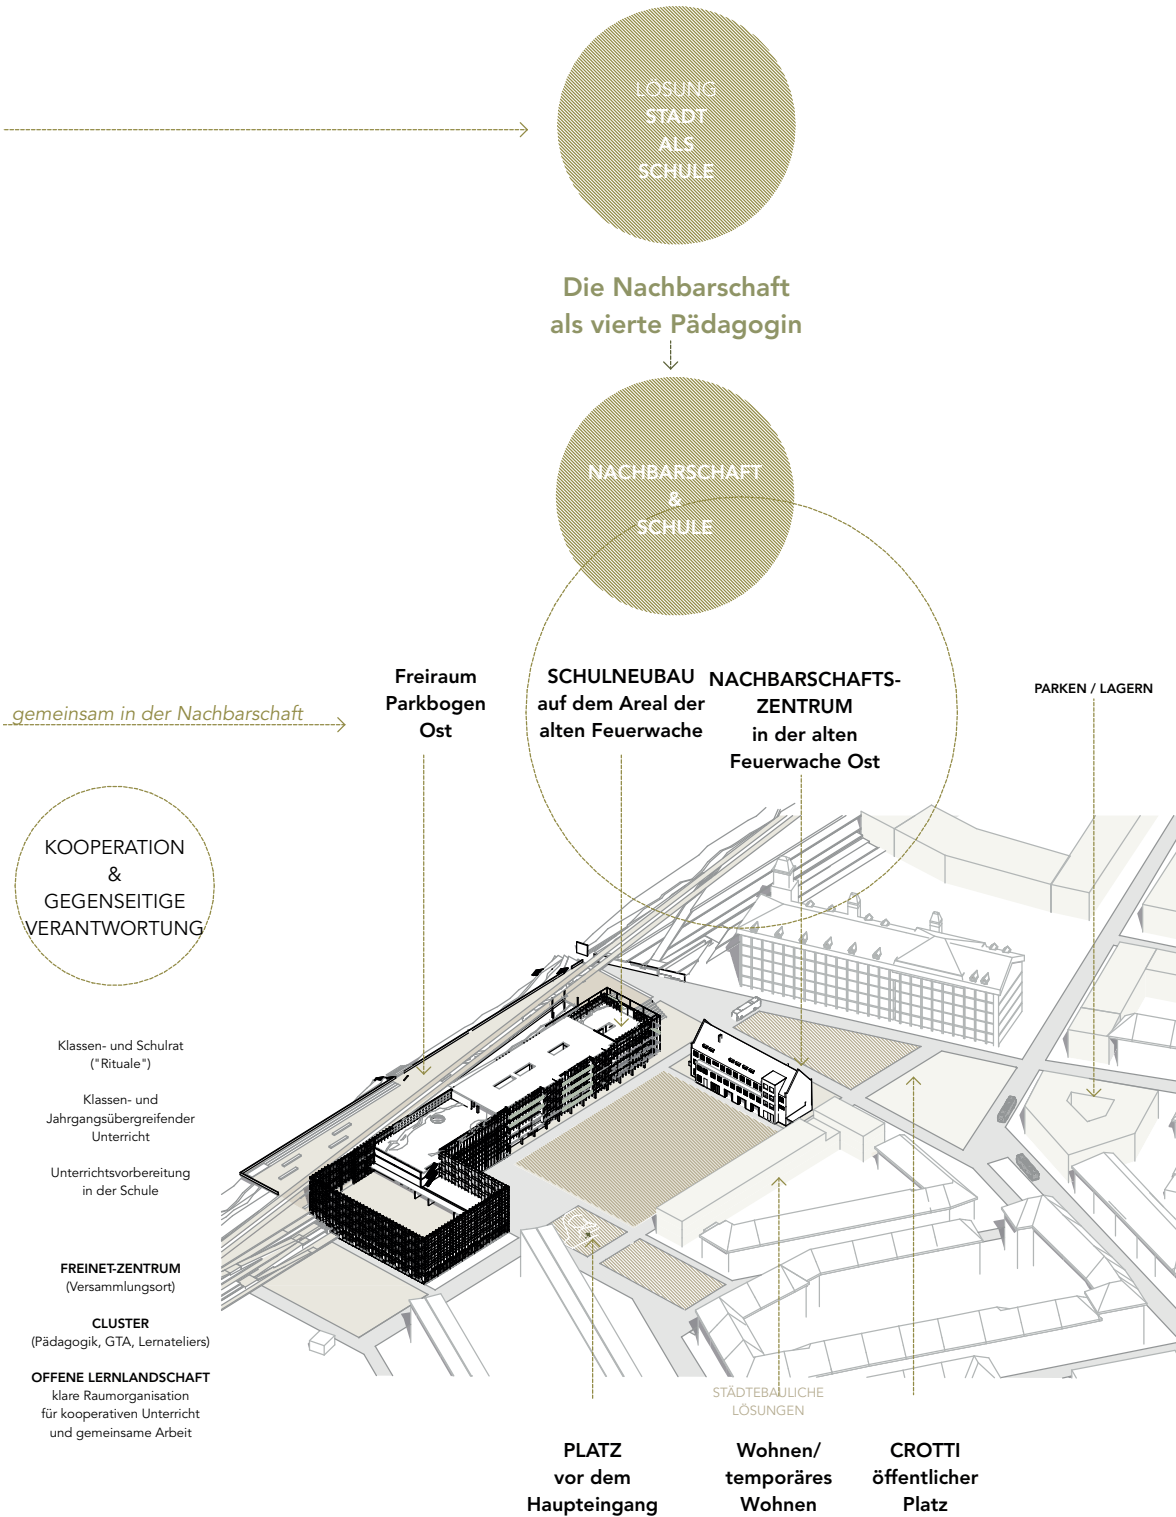 LÖSUNG
STADT
ALS
SCHULE
Die Nachbarschaft
als vierte Pädagogin
NACHBARSCHAFT
&
SCHULE
gemeinsam in der Nachbarschaft
Freiraum
Parkbogen
Ost
SCHULNEUBAU
auf dem Areal der
alten Feuerwache
NACHBARSCHAFTS-
ZENTRUM
in der alten
Feuerwache Ost
PARKEN / LAGERN
KOOPERATION
&
GEGENSEITIGE
VERANTWORTUNG
Klassen- und Schulrat
("Rituale")
Klassen- und
Jahrgangsübergreifender
Unterricht
Unterrichtsvorbereitung
in der Schule
FREINET-ZENTRUM
(Versammlungsort)
CLUSTER
(Pädagogik, GTA, Lernateliers)
OFFENE LERNLANDSCHAFT
klare Raumorganisation
für kooperativen Unterricht
und gemeinsame Arbeit
STÄDTEBAULICHE
LÖSUNGEN
PLATZ
vor dem
Haupteingang
Wohnen/
temporäres
Wohnen
CROTTI
öffentlicher
Platz